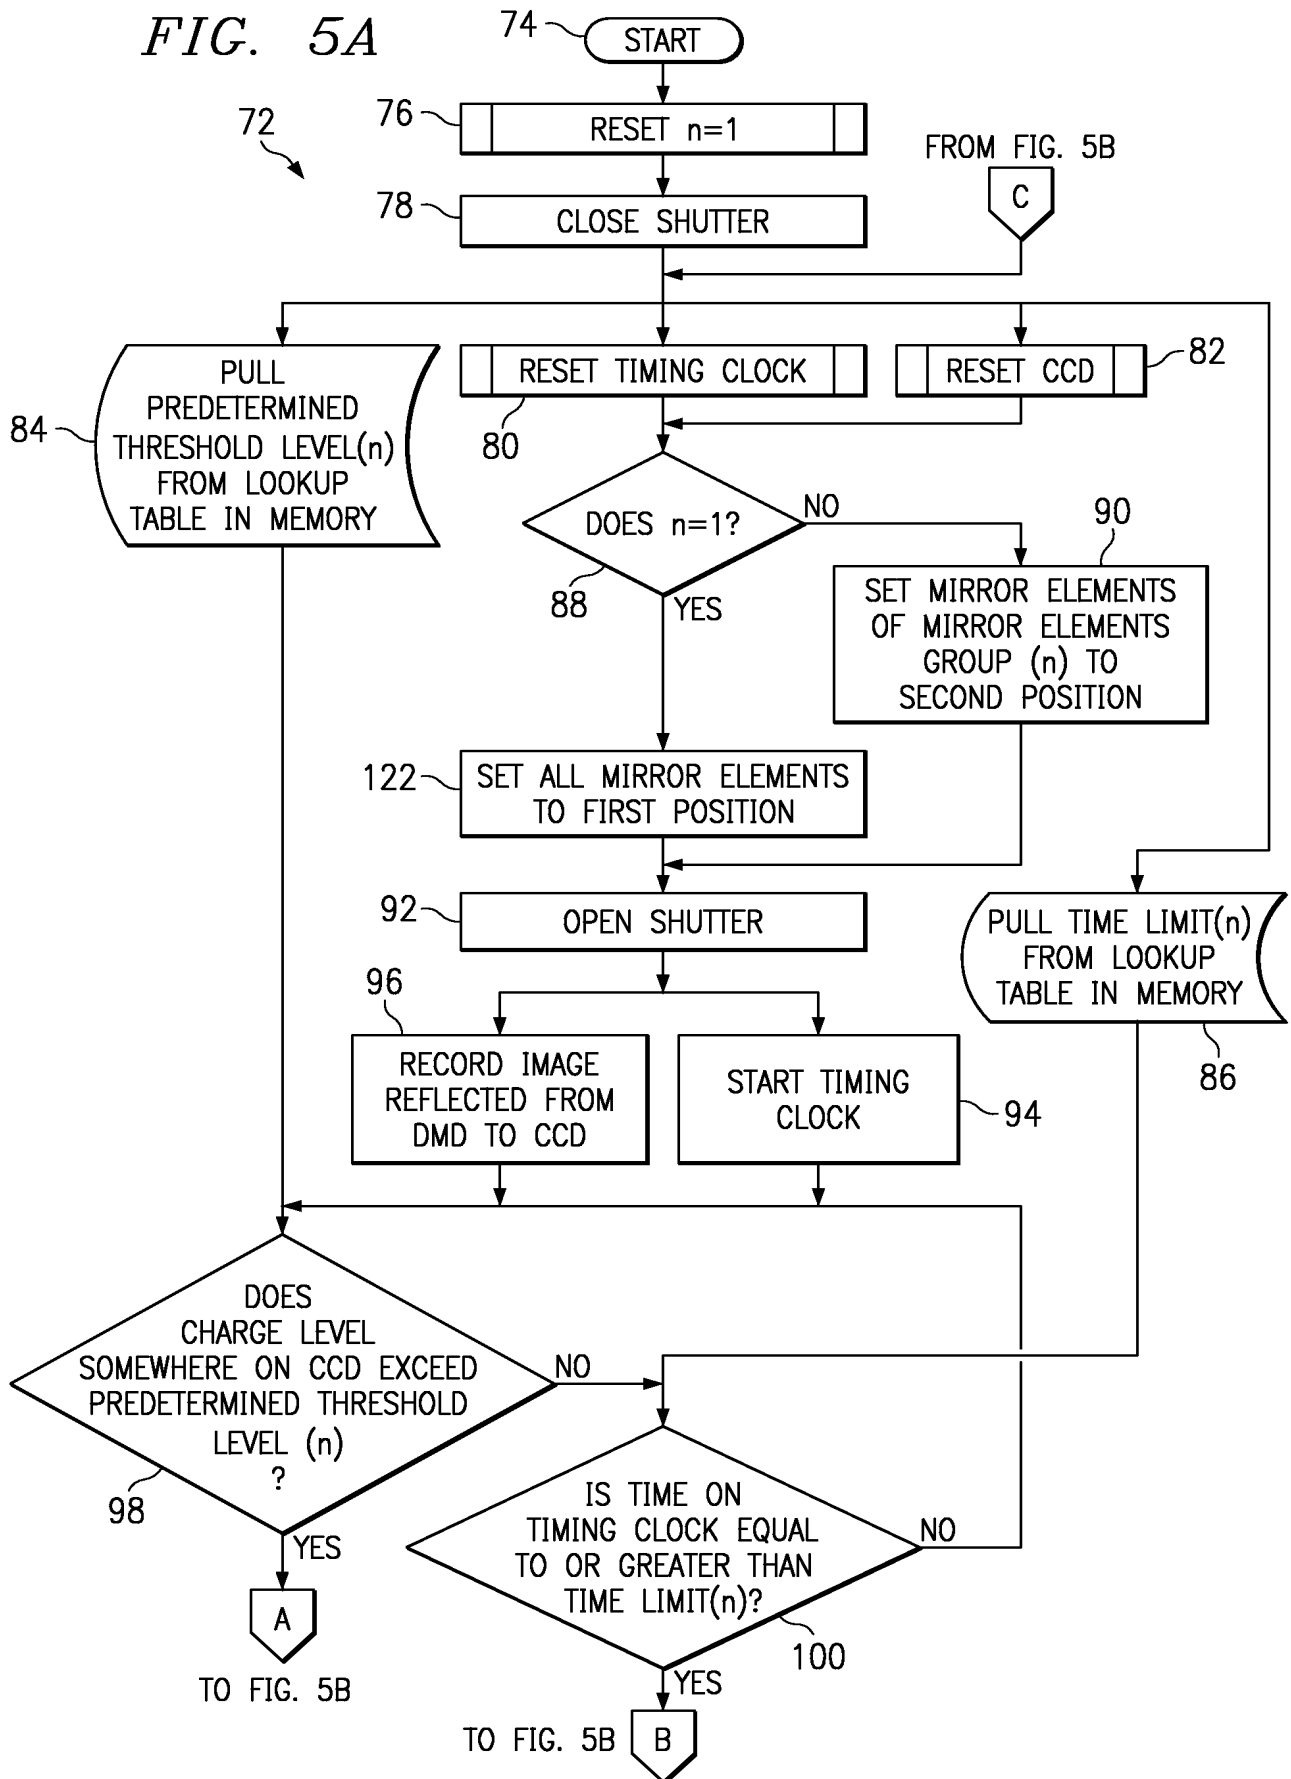 FIG. 5A
74
START
76
RESET n=1
72
FROM FIG. 5B
C
78
CLOSE SHUTTER
PULL
PREDETERMINED
THRESHOLD LEVEL(n)
FROM LOOKUP
TABLE IN MEMORY
84
RESET TIMING CLOCK
80
RESET CCD
82
DOES n=1?
NO
88
YES
90
SET MIRROR ELEMENTS
OF MIRROR ELEMENTS
GROUP (n) TO
SECOND POSITION
122
SET ALL MIRROR ELEMENTS
TO FIRST POSITION
92
OPEN SHUTTER
PULL TIME LIMIT(n)
FROM LOOKUP
TABLE IN MEMORY
86
96
RECORD IMAGE
REFLECTED FROM
DMD TO CCD
START TIMING
CLOCK
94
DOES
CHARGE LEVEL
SOMEWHERE ON CCD EXCEED
PREDETERMINED THRESHOLD
LEVEL (n)
?
NO
98
YES
A
TO FIG. 5B
IS TIME ON
TIMING CLOCK EQUAL
TO OR GREATER THAN
TIME LIMIT(n)?
NO
100
YES
TO FIG. 5B
B